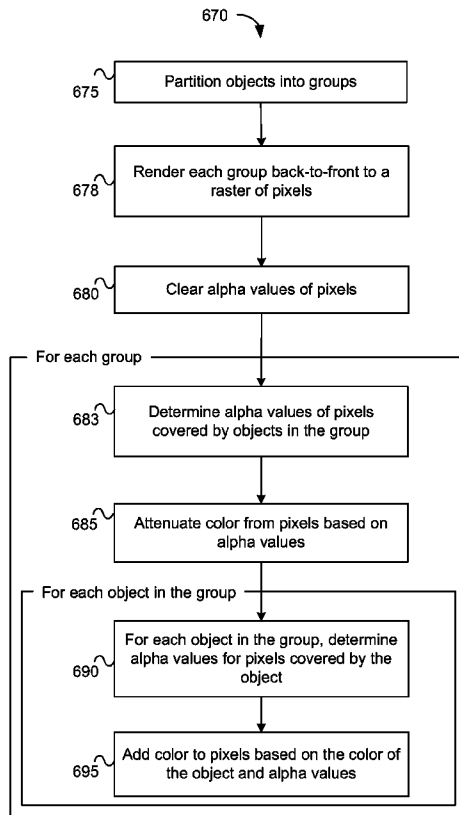 670
675
Partition objects into groups
678
Render each group back-to-front to a
raster of pixels
680
Clear alpha values of pixels
For each group
683
Determine alpha values of pixels
covered by objects in the group
685
Attenuate color from pixels based on
alpha values
For each object in the group
690
For each object in the group, determine
alpha values for pixels covered by the
object
695
Add color to pixels based on the color of
the object and alpha values